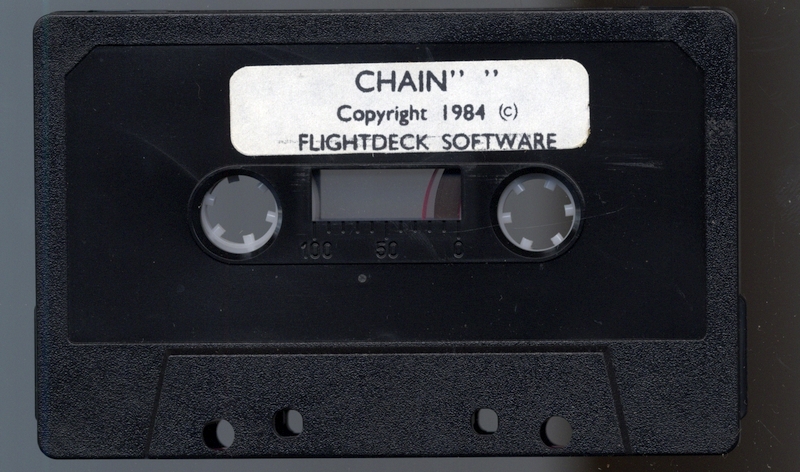 CHAIN'' ''
Copyright 1984 (c)
FLIGHTDECK SOFTWARE
100 50 0